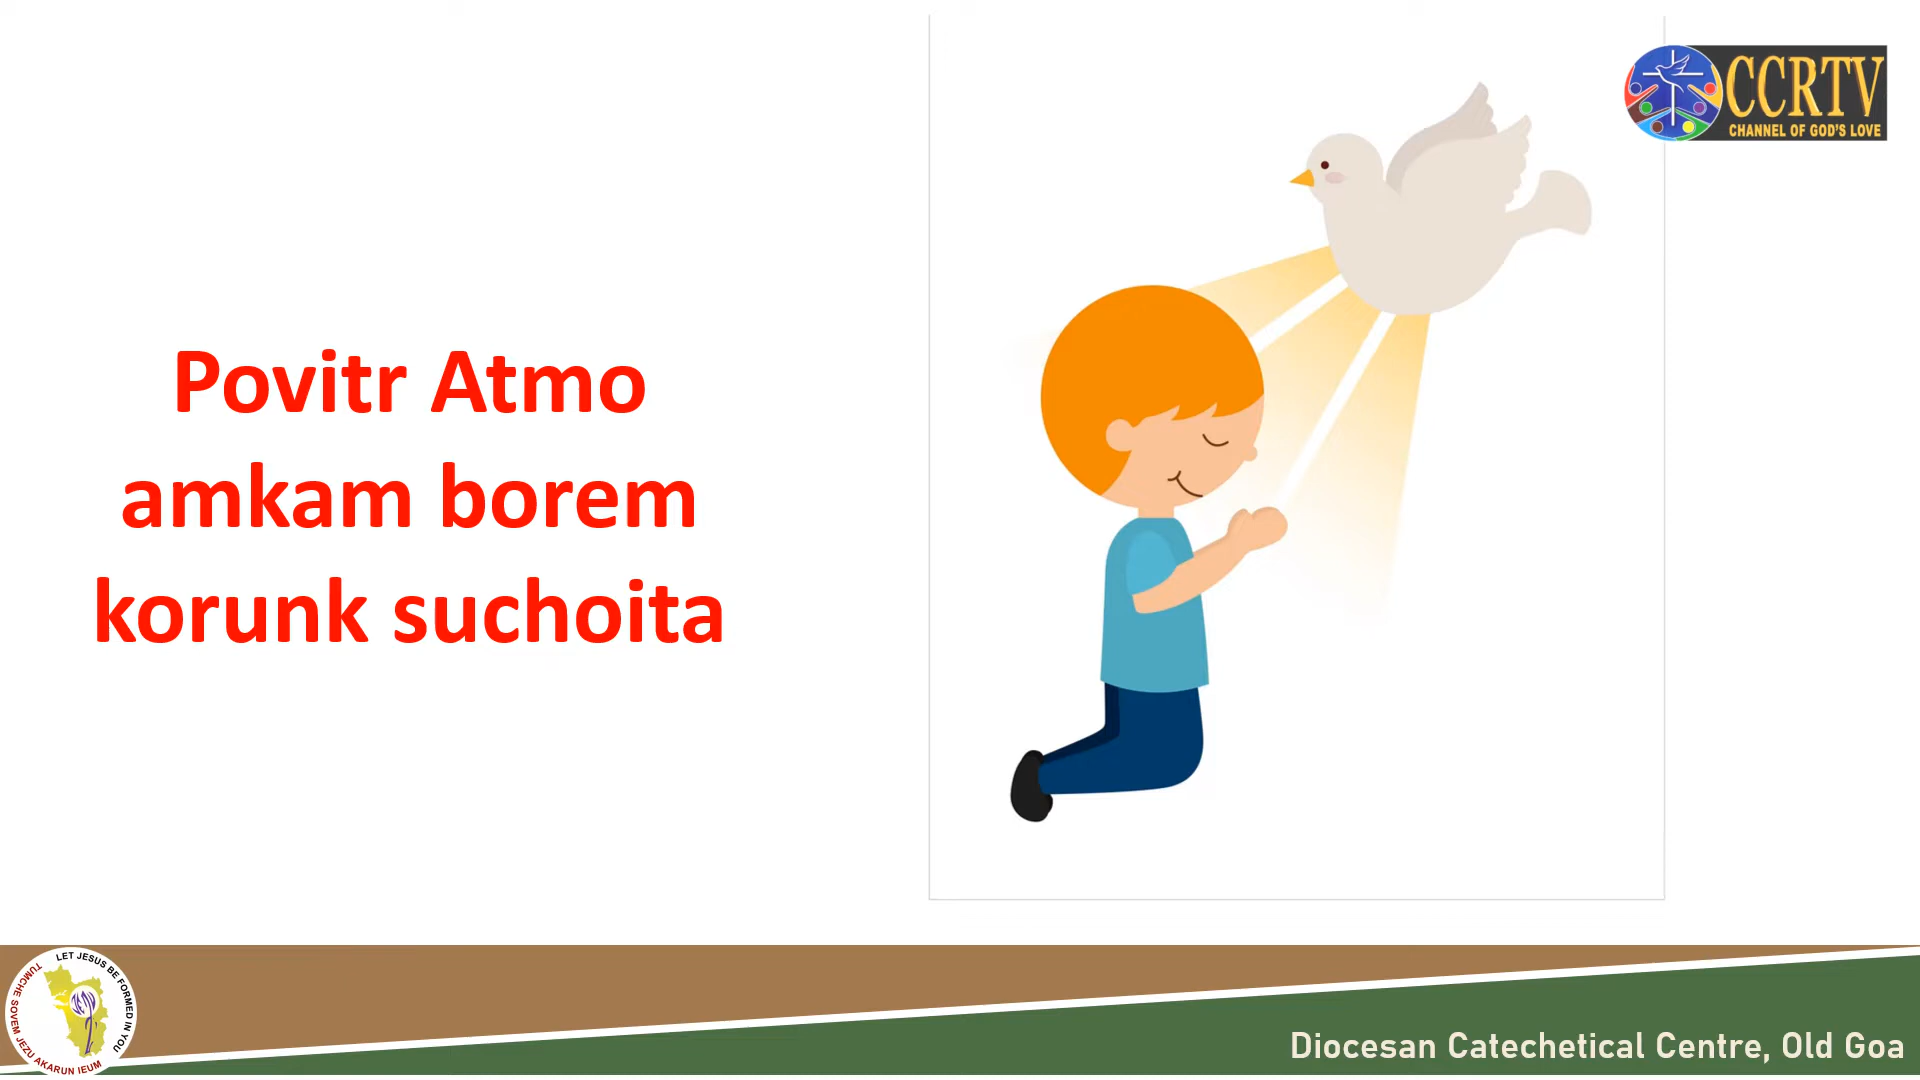 CCRTV
CHANNEL OF GOD'S LOVE
Povitr Atmo
amkam borem
korunk suchoita
LET JESUS BE FORMED IN YOU
TUMCHE SOVEM JEZU AKARUN IEUM
Diocesan Catechetical Centre, Old Goa